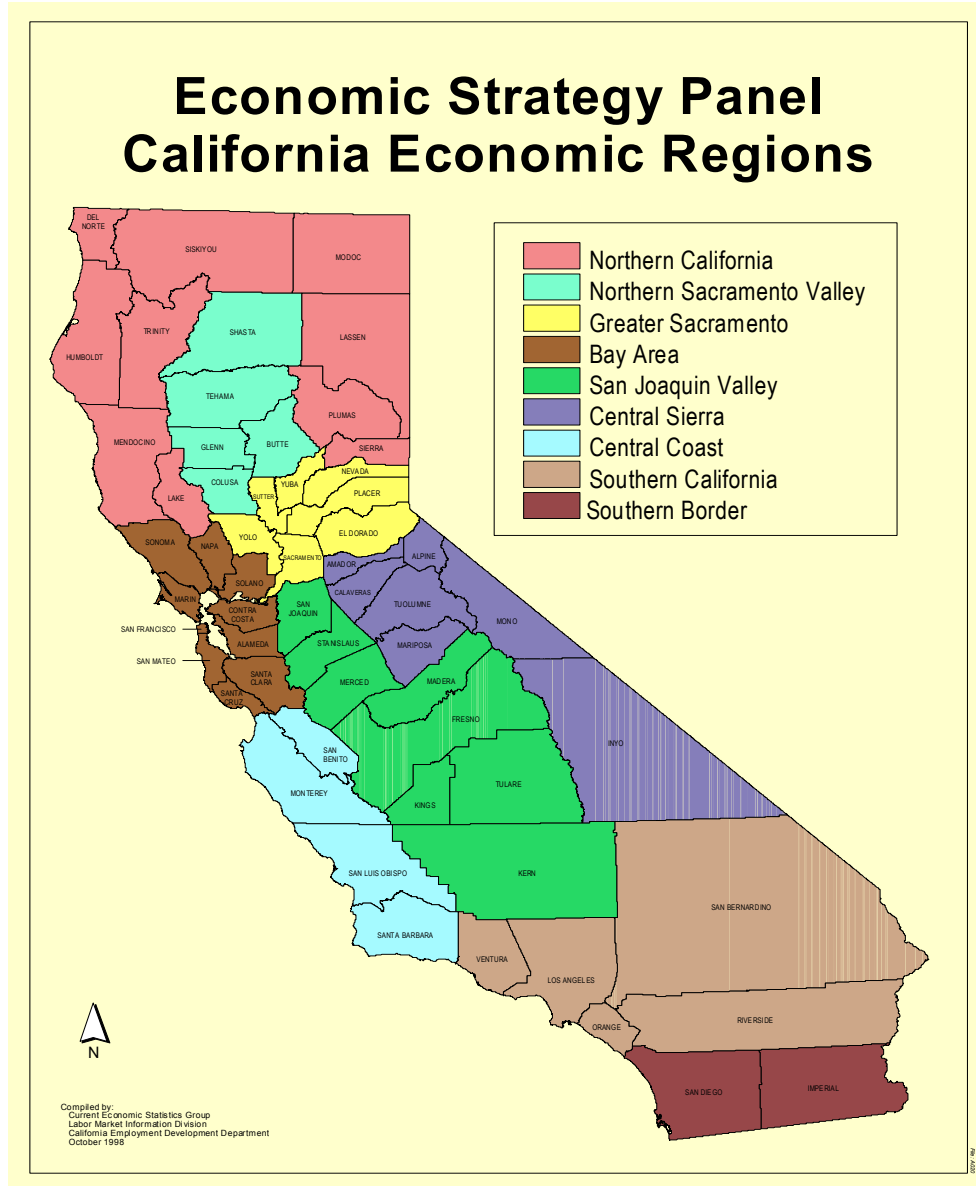 Economic Strategy Panel
California Economic Regions
Northern California
Northern Sacramento Valley
Greater Sacramento
Bay Area
San Joaquin Valley
Central Sierra
Central Coast
Southern California
Southern Border
DEL
NORTE
SISKIYOU
MODOC
HUMBOLDT
TRINITY
SHASTA
LASSEN
TEHAMA
PLUMAS
MENDOCINO
GLENN
BUTTE
SIERRA
LAKE
COLUSA
SUTTER
YUBA
NEVADA
PLACER
SONOMA
NAPA
YOLO
SACRAMENTO
EL DORADO
SOLANO
MARIN
AMADOR
ALPINE
CALAVERAS
TUOLUMNE
MONO
CONTRA
COSTA
SAN
JOAQUIN
SAN FRANCISCO
ALAMEDA
STANISLAUS
MARIPOSA
SAN MATEO
SANTA
CLARA
SANTA
CRUZ
MERCED
MADERA
FRESNO
SAN
BENITO
INYO
MONTEREY
KINGS
TULARE
SAN LUIS OBISPO
KERN
SANTA BARBARA
SAN BERNARDINO
VENTURA
LOS ANGELES
ORANGE
RIVERSIDE
SAN DIEGO
IMPERIAL
N
Compiled by:
Current Economic Statistics Group
Labor Market Information Division
California Employment Development Department
October 1998